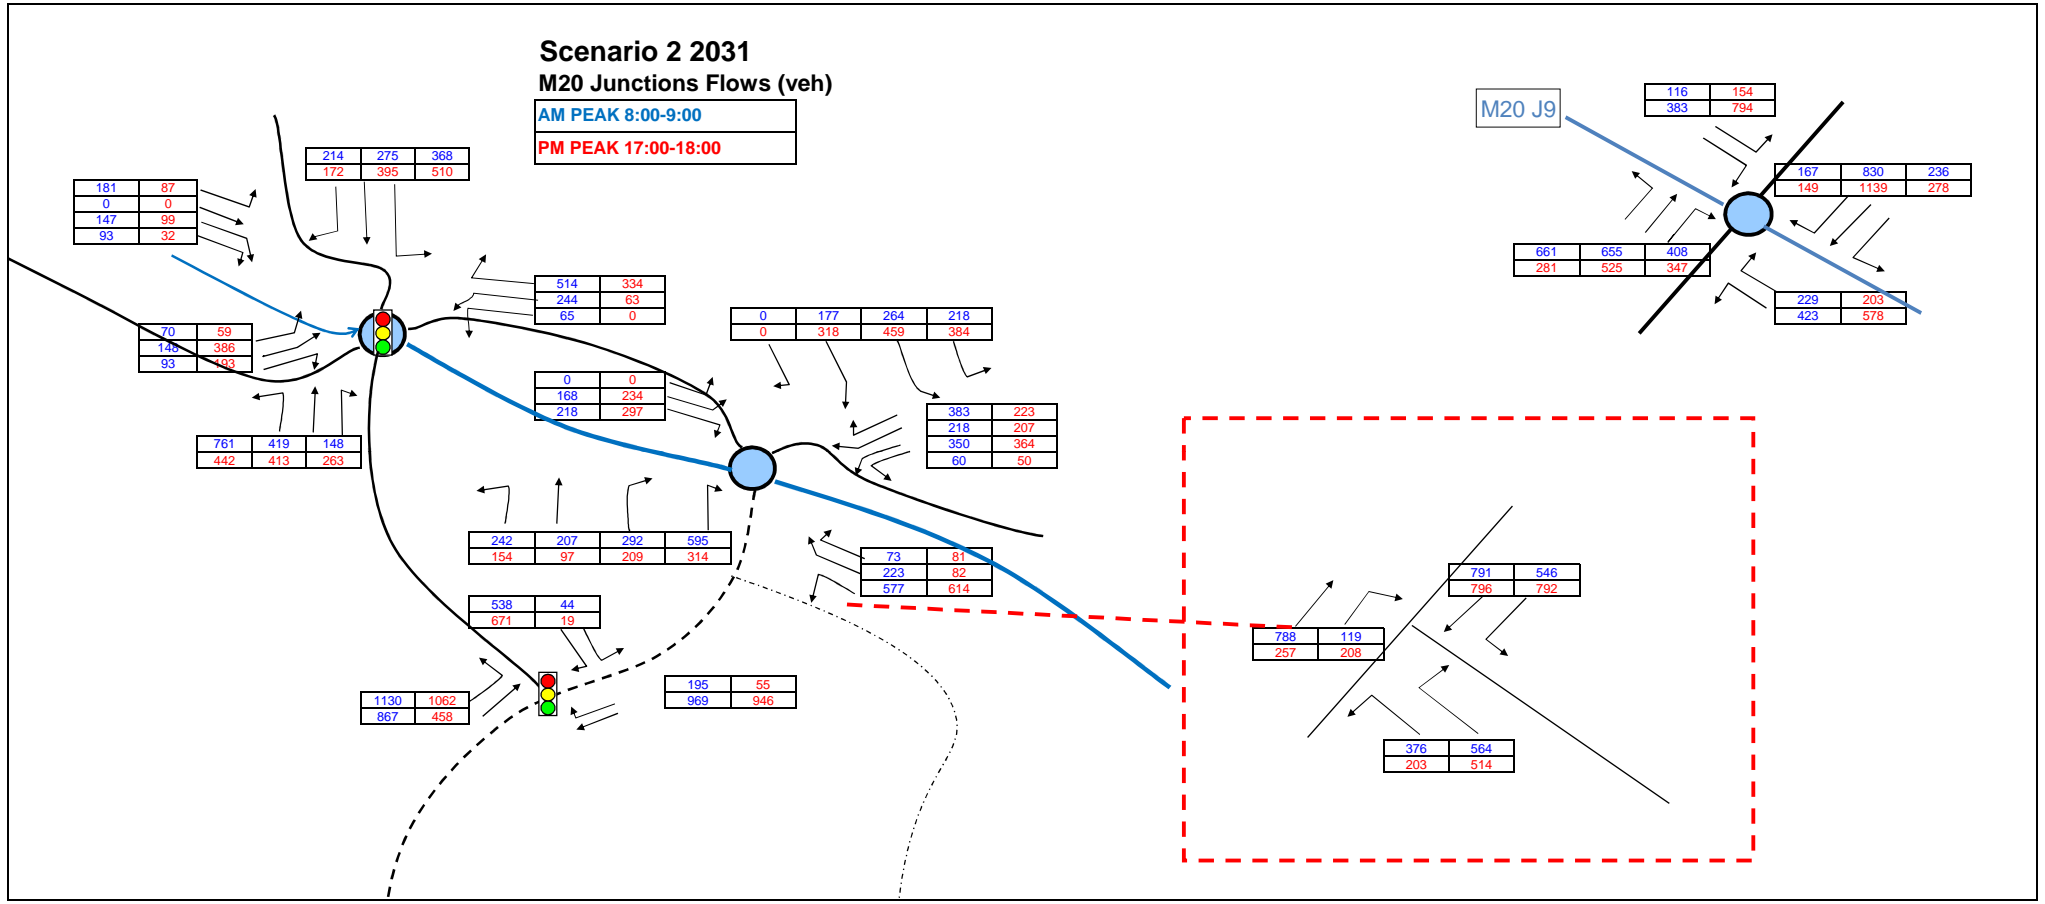 Scenario 2 2031
M20 Junctions Flows (veh)
AM PEAK 8:00-9:00
PM PEAK 17:00-18:00
M20 J9
116 154
383 794
167 830 236
149 1139 278
661 655 408
281 525 347
229 203
423 578
214 275 368
172 395 510
181 87
0 0
147 99
93 32
514 334
244 63
65 0
70 59
148 386
93 193
761 419 148
442 413 263
0 177 264 218
0 318 459 384
0 0
168 234
218 297
383 223
218 207
350 364
60 50
242 207 292 595
154 97 209 314
73 81
223 82
577 614
538 44
671 19
195 55
969 946
1130 1062
867 458
791 546
796 792
788 119
257 208
376 564
203 514